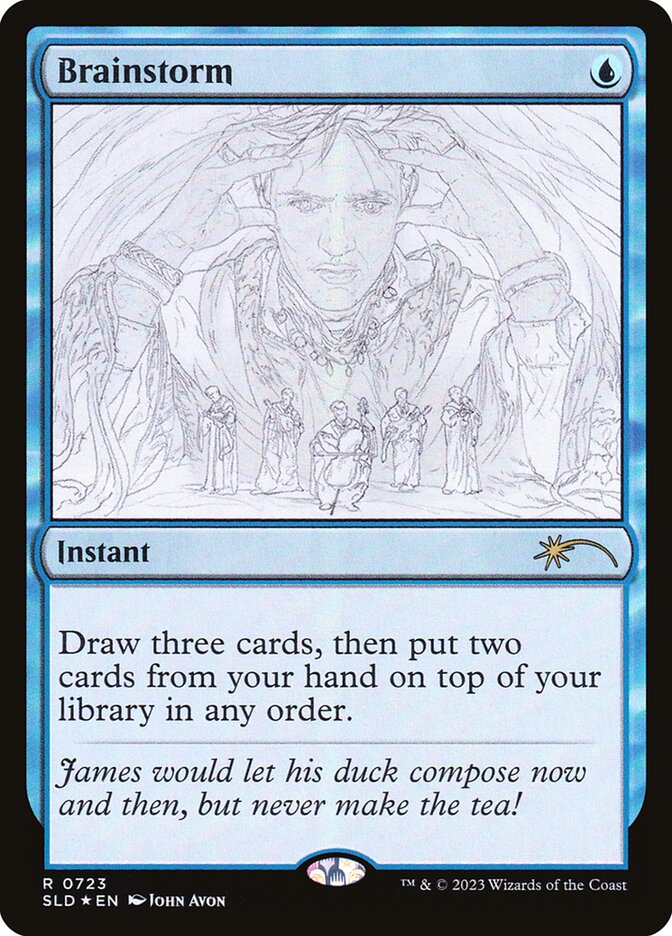 Brainstorm
Instant
Draw three cards, then put two
cards from your hand on top of your
library in any order.
James would let his duck compose now
and then, but never make the tea!
R 0723
SLD★EN John Avon
™ & © 2023 Wizards of the Coast